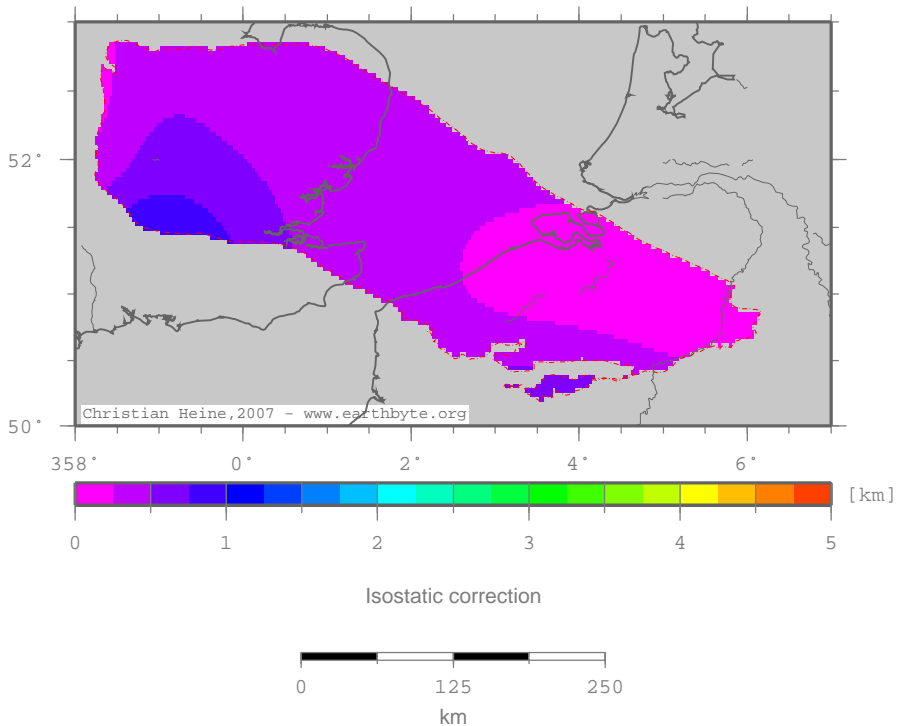 52°
Christian Heine,2007 - www.earthbyte.org
50°
358° 0° 2° 4° 6°
[km]
0 1 2 3 4 5
Isostatic correction
0 125 250
km